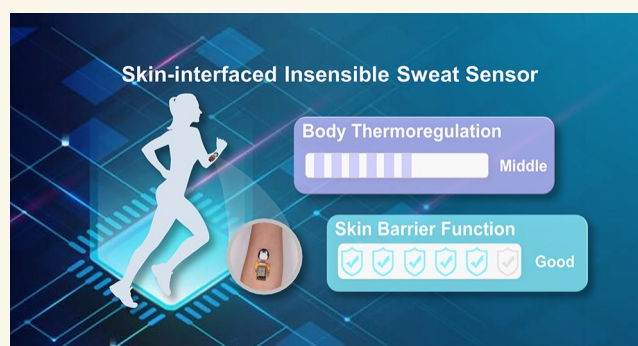 Skin-interfaced Insensible Sweat Sensor
Body Thermoregulation
Middle
Skin Barrier Function
Good